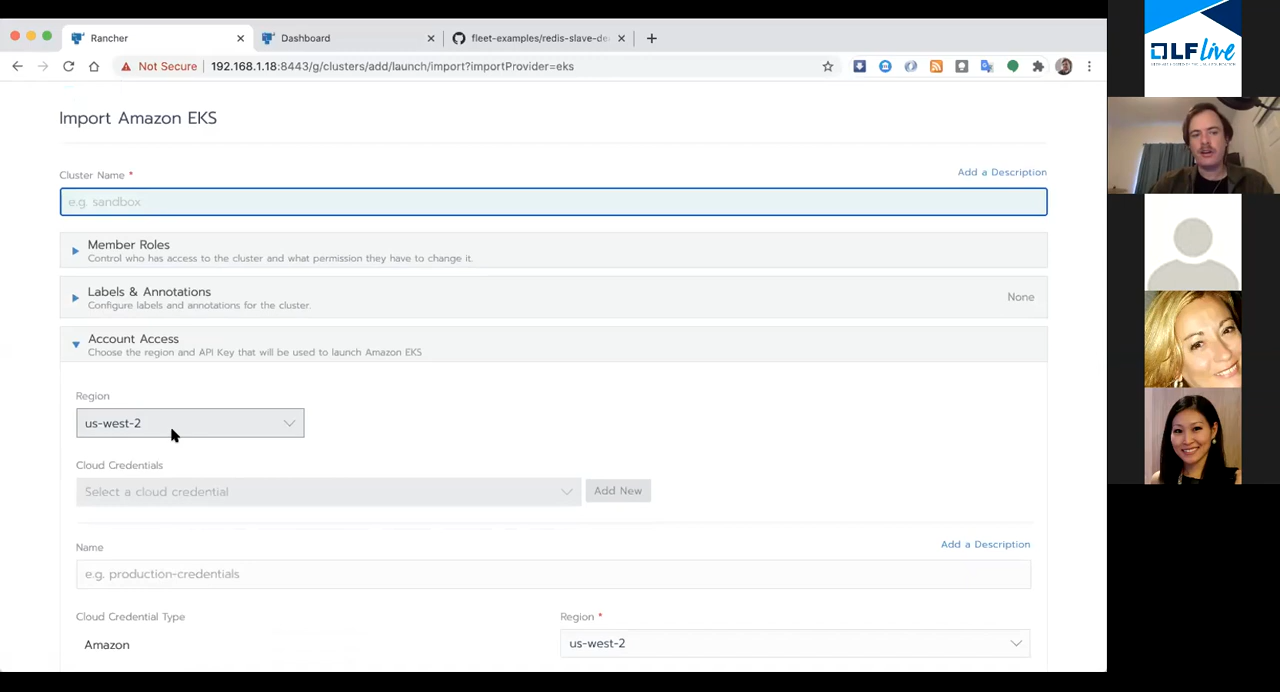 Rancher
Dashboard
fleet-examples/redis-slave-de
Not Secure
192.168.1.18:8443/g/clusters/add/launch/import?importProvider=eks
Import Amazon EKS
Cluster Name *
Add a Description
e.g. sandbox
Member Roles
Control who has access to the cluster and what permission they have to change it.
Labels & Annotations
Configure labels and annotations for the cluster.
None
Account Access
Choose the region and API Key that will be used to launch Amazon EKS
Region
us-west-2
Cloud Credentials
Select a cloud credential
Add New
Name
Add a Description
e.g. production-credentials
Cloud Credential Type
Region *
Amazon
us-west-2
LF Live